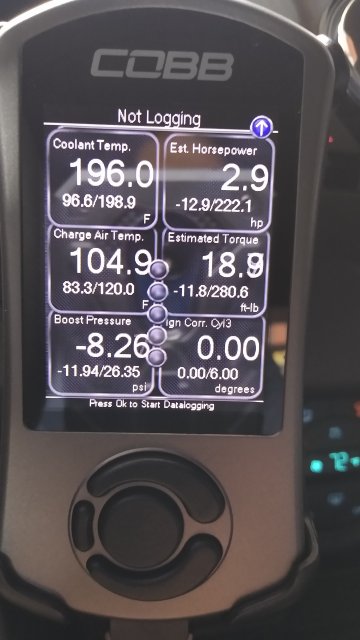 COBB
Not Logging
Coolant Temp.
196.0
96.6/198.9
F
Est. Horsepower
2.9
-12.9/222.1
hp
Charge Air Temp.
104.9
83.3/120.0
F
Estimated Torque
18.9
-11.8/280.6
ft-lb
Boost Pressure
-8.26
-11.94/26.35
psi
Ign Corr. Cyl3
0.00
0.00/6.00
degrees
Press Ok to Start Datalogging
72